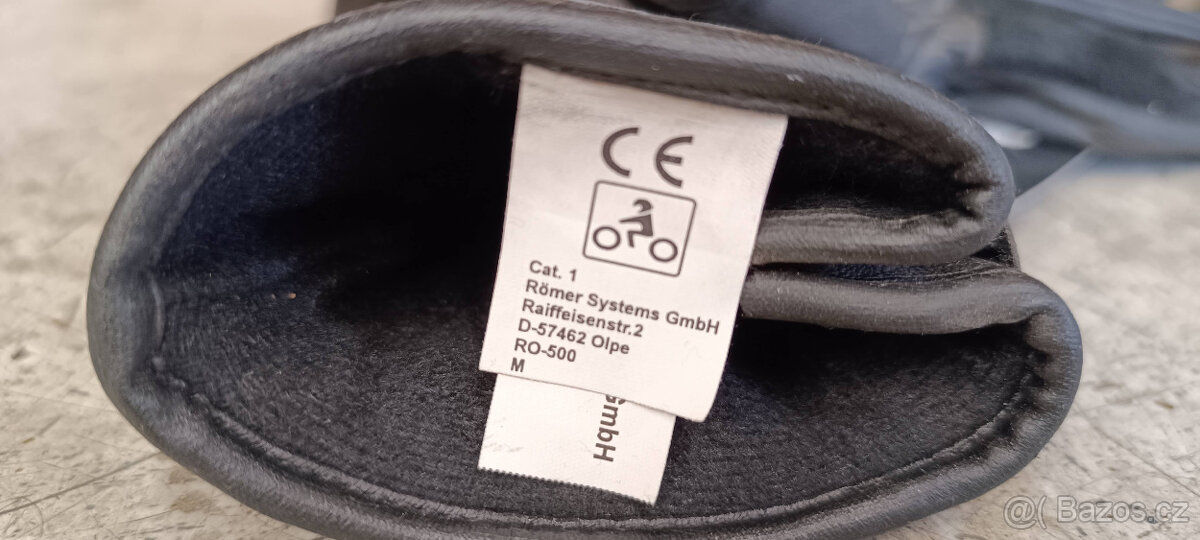 CE
Cat. 1
Römer Systems GmbH
Raiffeisenstr.2
D-57462 Olpe
RO-500
M
GmbH
@( Bazos.cz